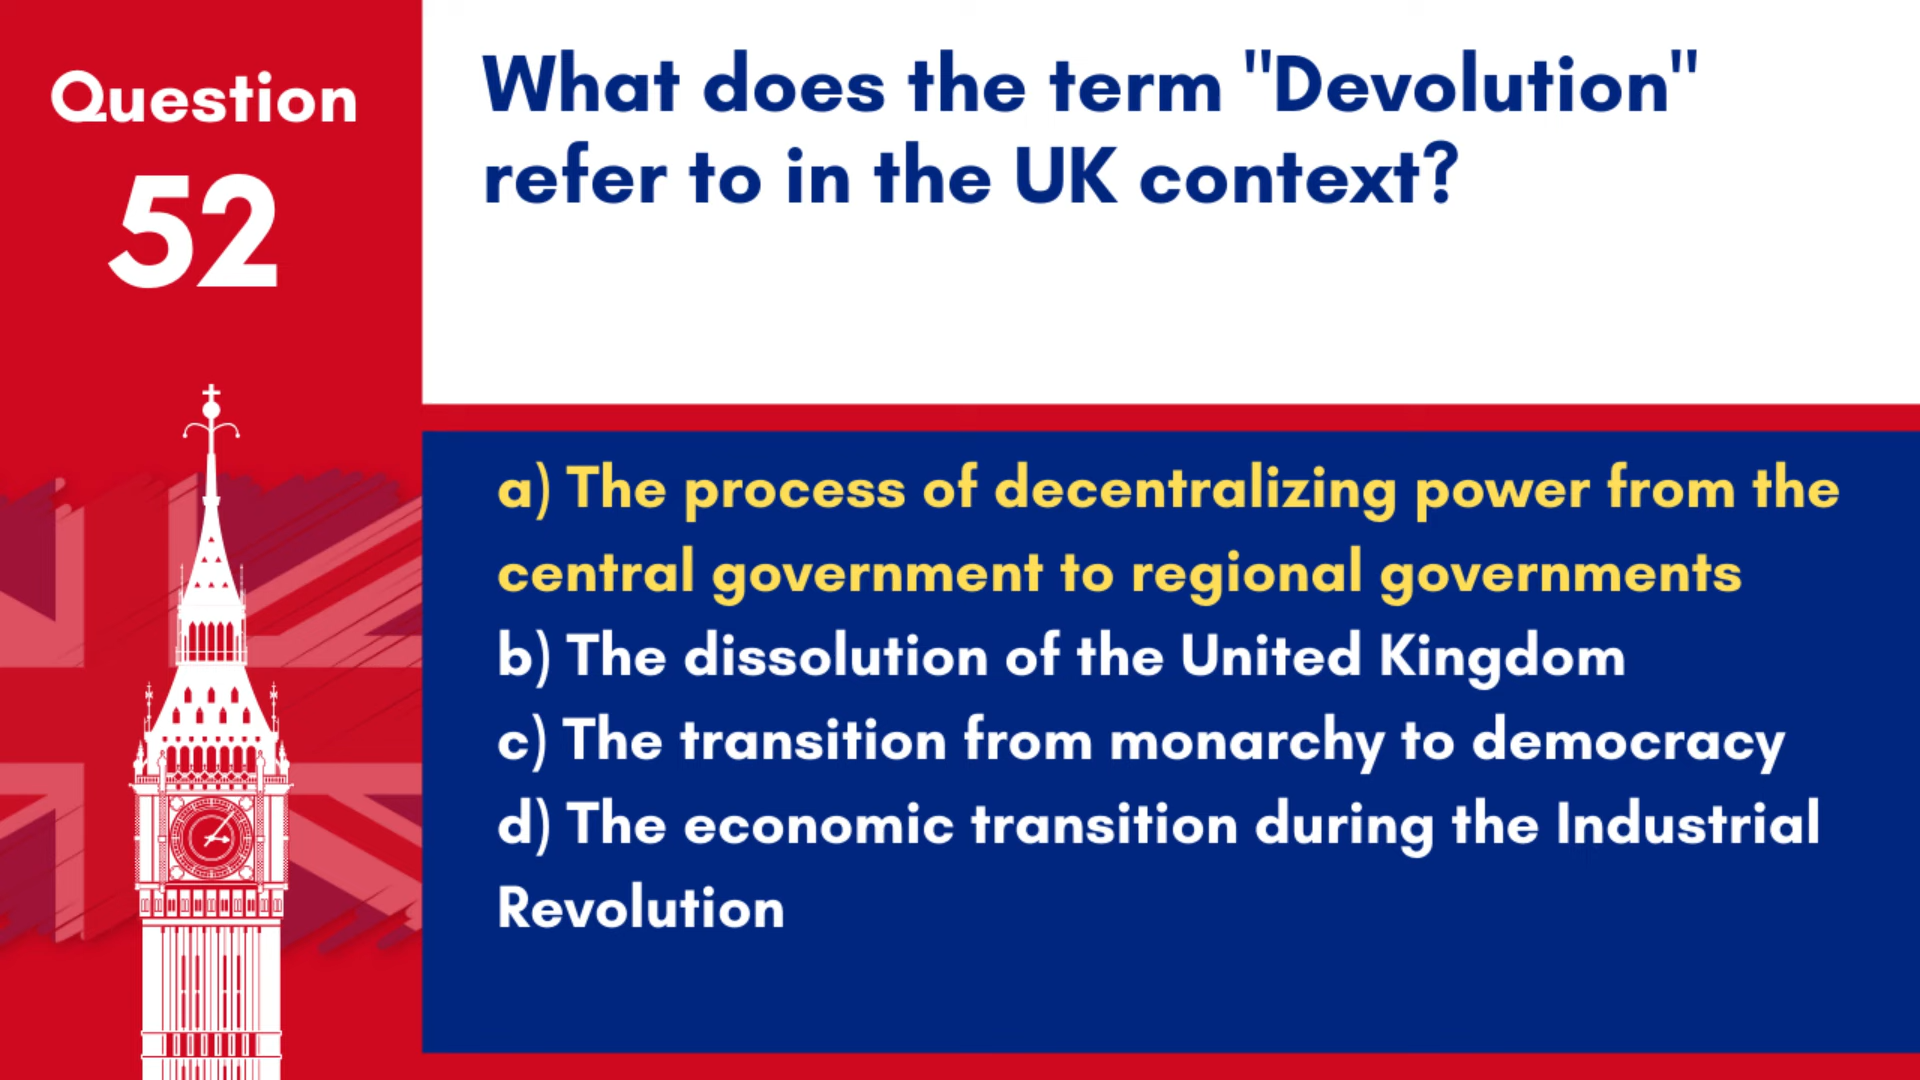 Question
52
What does the term "Devolution"
refer to in the UK context?
a) The process of decentralizing power from the
central government to regional governments
b) The dissolution of the United Kingdom
c) The transition from monarchy to democracy
d) The economic transition during the Industrial
Revolution